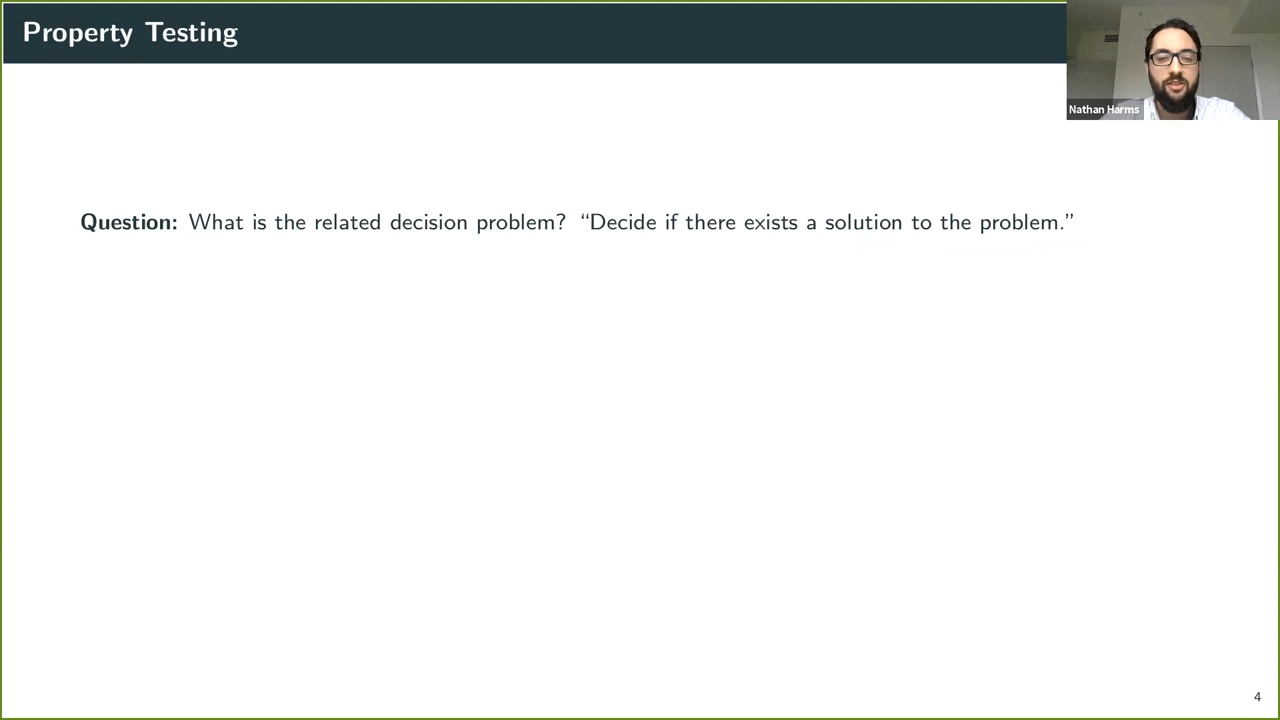 Property Testing
Nathan Harms
Question: What is the related decision problem? “Decide if there exists a solution to the problem.”
4